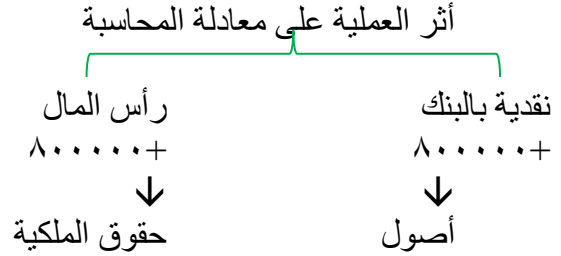 أثر العملية على معادلة المحاسبة
نقدية بالبنك رأس المال
+٨٠٠٠٠٠ +٨٠٠٠٠٠
أصول حقوق الملكية